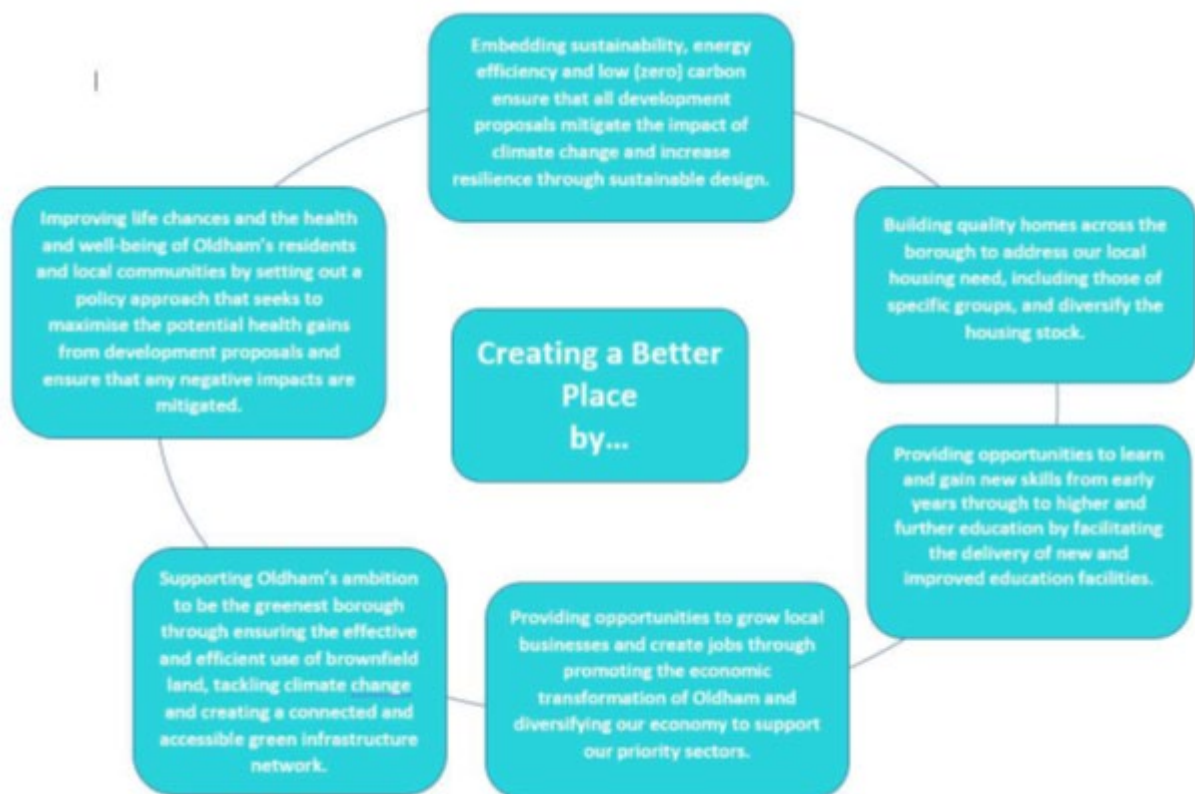 Embedding sustainability, energy
efficiency and low (zero) carbon
ensure that all development
proposals mitigate the impact of
climate change and increase
resilience through sustainable design.
Building quality homes across the
borough to address our local
housing need, including those of
specific groups, and diversify the
housing stock.
Providing opportunities to learn
and gain new skills from early
years through to higher and
further education by facilitating
the delivery of new and
improved education facilities.
Providing opportunities to grow local
businesses and create jobs through
promoting the economic
transformation of Oldham and
diversifying our economy to support
our priority sectors.
Supporting Oldham's ambition
to be the greenest borough
through ensuring the effective
and efficient use of brownfield
land, tackling climate change
and creating a connected and
accessible green infrastructure
network.
Improving life chances and the health
and well-being of Oldham's residents
and local communities by setting out a
policy approach that seeks to
maximise the potential health gains
from development proposals and
ensure that any negative impacts are
mitigated.
Creating a Better
Place
by...